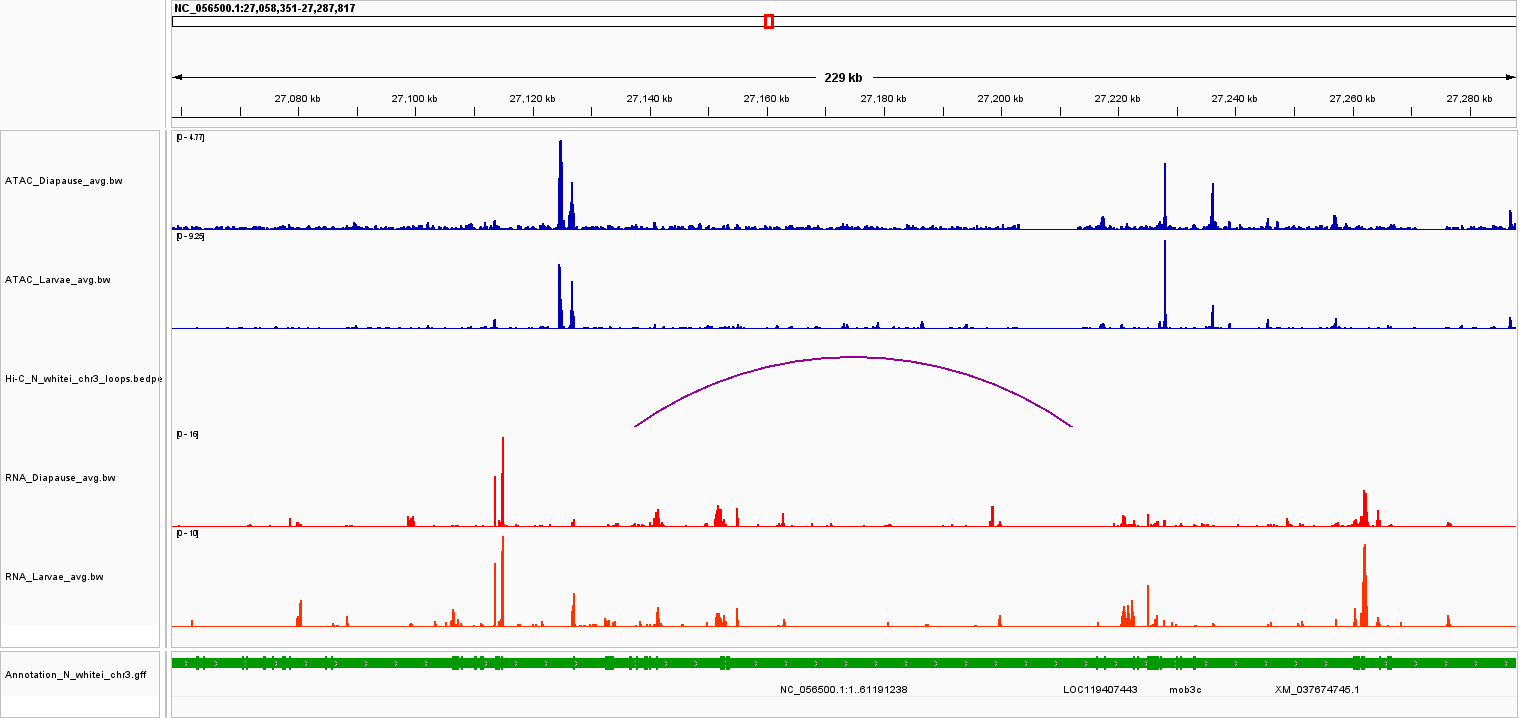 NC_056500.1:27,058,351-27,287,817
229 kb
27,080 kb 27,100 kb 27,120 kb 27,140 kb 27,160 kb 27,180 kb 27,200 kb 27,220 kb 27,240 kb 27,260 kb 27,280 kb
[0 - 4.77]
ATAC_Diapause_avg.bw
[0 - 9.25]
ATAC_Larvae_avg.bw
Hi-C_N_whitei_chr3_loops.bedpe
[0 - 16]
RNA_Diapause_avg.bw
[0 - 10]
RNA_Larvae_avg.bw
Annotation_N_whitei_chr3.gff
NC_056500.1:1..61191238 LOC119407443 mob3c XM_037674745.1